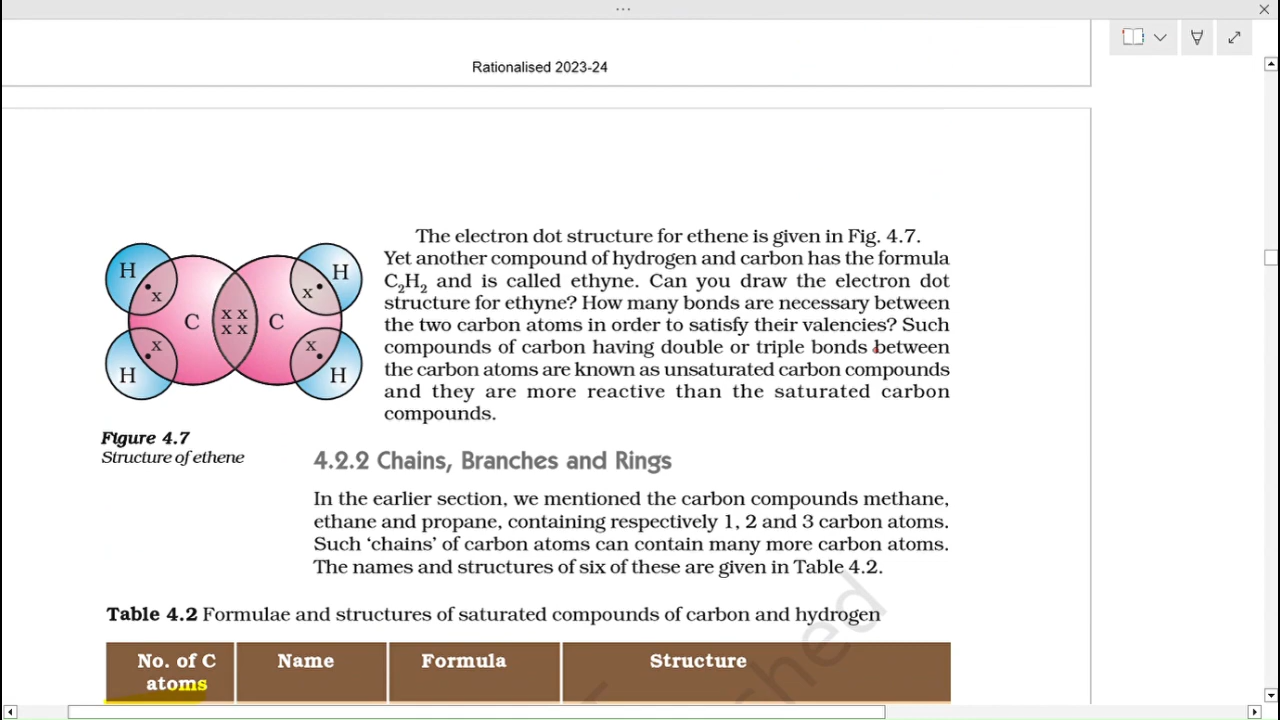 Rationalised 2023-24
H
H
x
x
C
x x
x x
C
x
x
H
H
Figure 4.7
Structure of ethene
The electron dot structure for ethene is given in Fig. 4.7.
Yet another compound of hydrogen and carbon has the formula
C₂H₂ and is called ethyne. Can you draw the electron dot
structure for ethyne? How many bonds are necessary between
the two carbon atoms in order to satisfy their valencies? Such
compounds of carbon having double or triple bonds between
the carbon atoms are known as unsaturated carbon compounds
and they are more reactive than the saturated carbon
compounds.
4.2.2 Chains, Branches and Rings
In the earlier section, we mentioned the carbon compounds methane,
ethane and propane, containing respectively 1, 2 and 3 carbon atoms.
Such ‘chains’ of carbon atoms can contain many more carbon atoms.
The names and structures of six of these are given in Table 4.2.
Table 4.2 Formulae and structures of saturated compounds of carbon and hydrogen
No. of C
atoms
Name
Formula
Structure